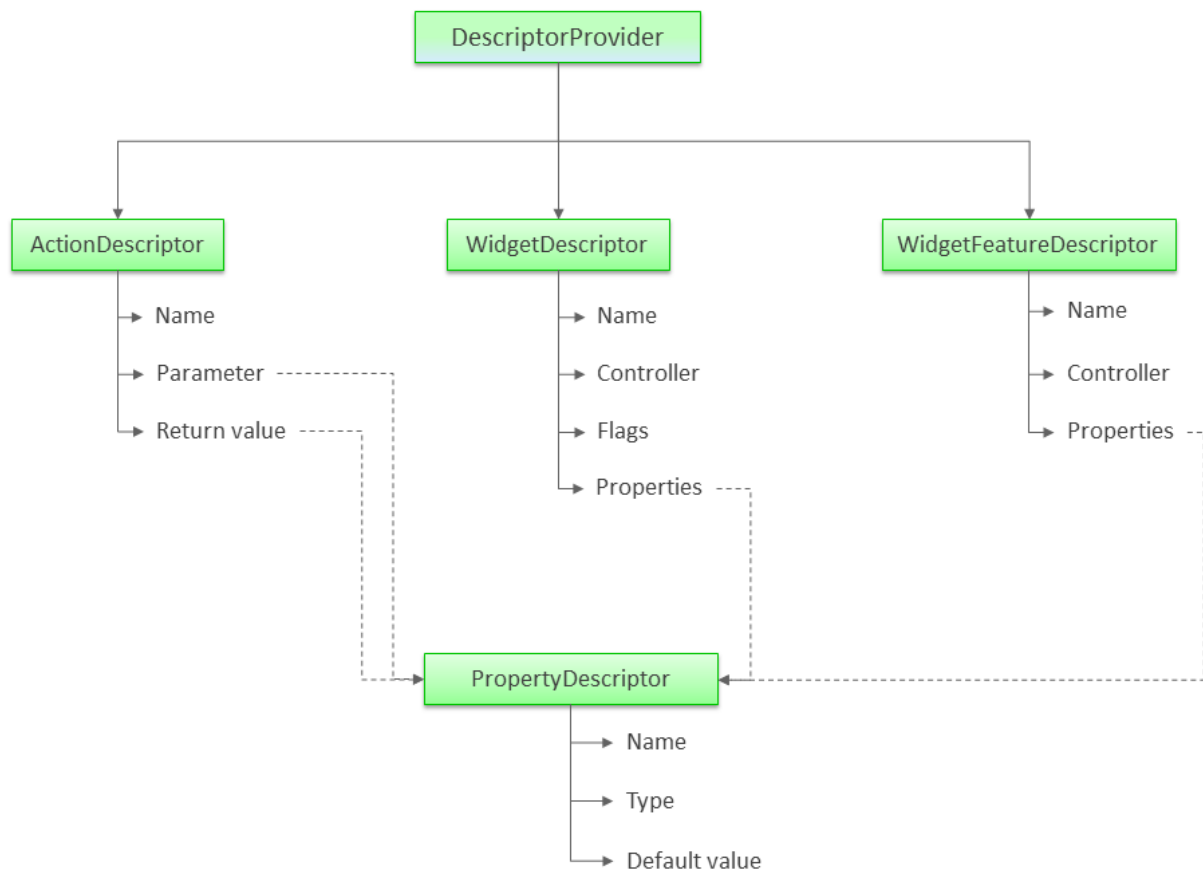 DescriptorProvider
ActionDescriptor
WidgetDescriptor
WidgetFeatureDescriptor
Name
Parameter
Return value
Name
Controller
Flags
Properties
Name
Controller
Properties
PropertyDescriptor
Name
Type
Default value